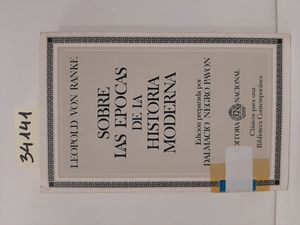 LEOPOLD VON RANKE
SOBRE
LAS EPOCAS
DE LA
HISTORIA
MODERNA
Edición preparada por
DALMACIO NEGRO PAVON
EDITORA NACIONAL
Clásicos para una
Biblioteca Contemporánea
34141